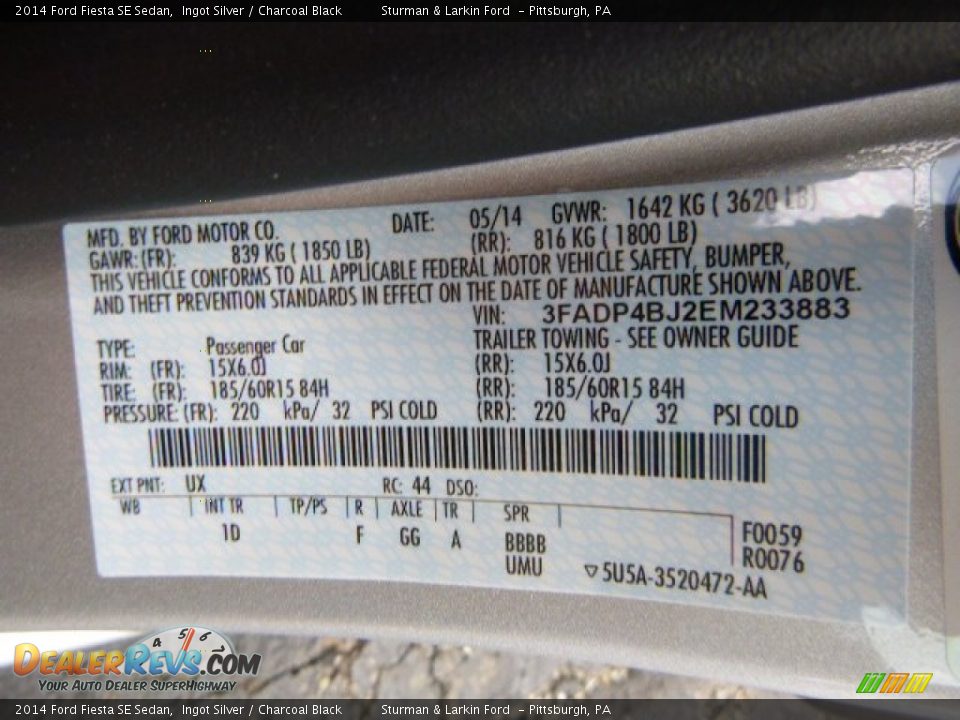 2014 Ford Fiesta SE Sedan, Ingot Silver / Charcoal Black Sturman & Larkin Ford - Pittsburgh, PA
MFD. BY FORD MOTOR CO. DATE: 05/14 GVWR: 1642 KG ( 3620 LB)
GAWR: (FR): 839 KG ( 1850 LB) (RR): 816 KG ( 1800 LB)
THIS VEHICLE CONFORMS TO ALL APPLICABLE FEDERAL MOTOR VEHICLE SAFETY, BUMPER,
AND THEFT PREVENTION STANDARDS IN EFFECT ON THE DATE OF MANUFACTURE SHOWN ABOVE.
VIN: 3FADP4BJ2EM233883
TYPE: Passenger Car TRAILER TOWING - SEE OWNER GUIDE
RIM: (FR): 15X6.0J (RR): 15X6.0J
TIRE: (FR): 185/60R15 84H (RR): 185/60R15 84H
PRESSURE: (FR): 220 kPa/ 32 PSI COLD (RR): 220 kPa/ 32 PSI COLD
EXT PNT: UX RC: 44 DSO:
WB INT TR TP/PS R AXLE TR SPR
1D F GG A BBBB F0059
UMU R0076
5U5A-3520472-AA
4 5 6
DEALERREVS.COM
YOUR AUTO DEALER SUPERHIGHWAY
2014 Ford Fiesta SE Sedan, Ingot Silver / Charcoal Black Sturman & Larkin Ford - Pittsburgh, PA